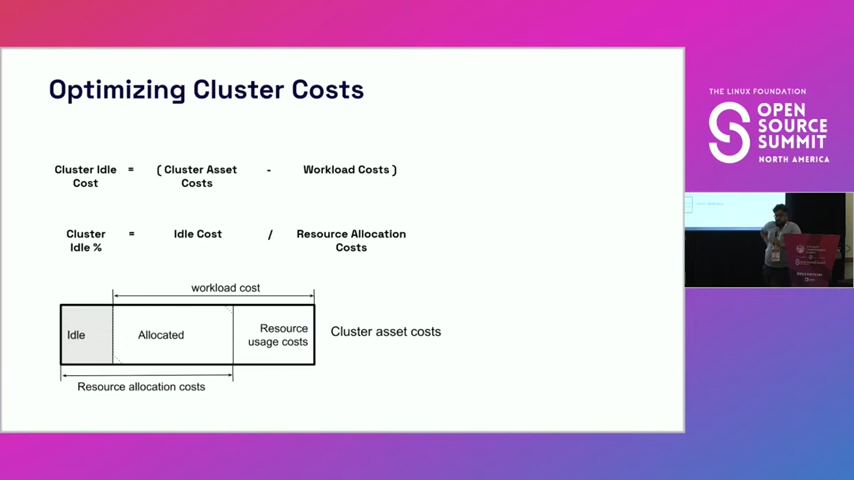 Optimizing Cluster Costs
Cluster Idle = ( Cluster Asset - Workload Costs )
Cost Costs
Cluster = Idle Cost / Resource Allocation
Idle % Costs
workload cost
Idle Allocated Resource
usage costs
Cluster asset costs
Resource allocation costs
THE LINUX FOUNDATION
OPEN
SOURCE
SUMMIT
NORTH AMERICA